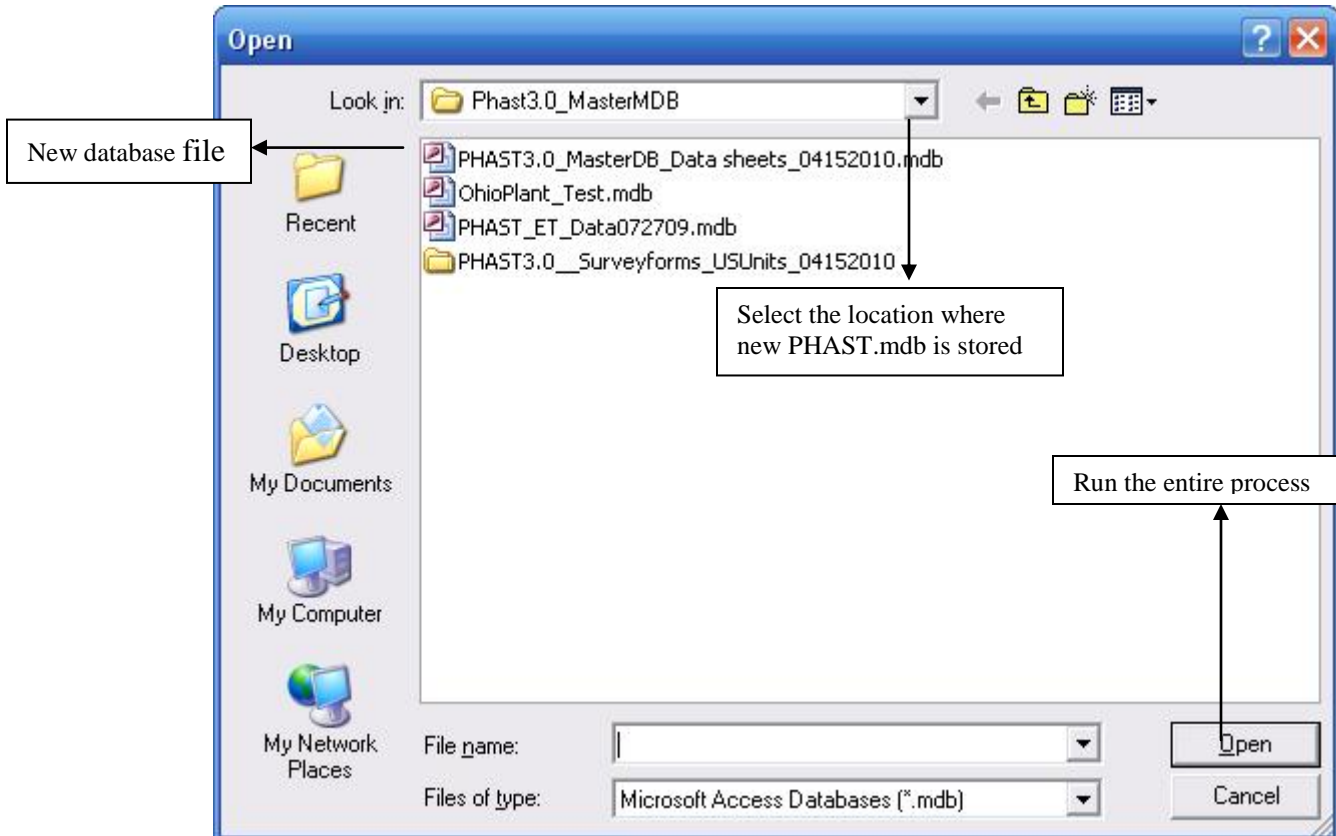 Open
Look in:
Phast3.0_MasterMDB
New database file
PHAST3.0_MasterDB_Data sheets_04152010.mdb
OhioPlant_Test.mdb
PHAST_ET_Data072709.mdb
PHAST3.0__Surveyforms_USUnits_04152010
Recent
Desktop
My Documents
My Computer
My Network
Places
Select the location where
new PHAST.mdb is stored
Run the entire process
File name:
Open
Files of type:
Microsoft Access Databases (*.mdb)
Cancel